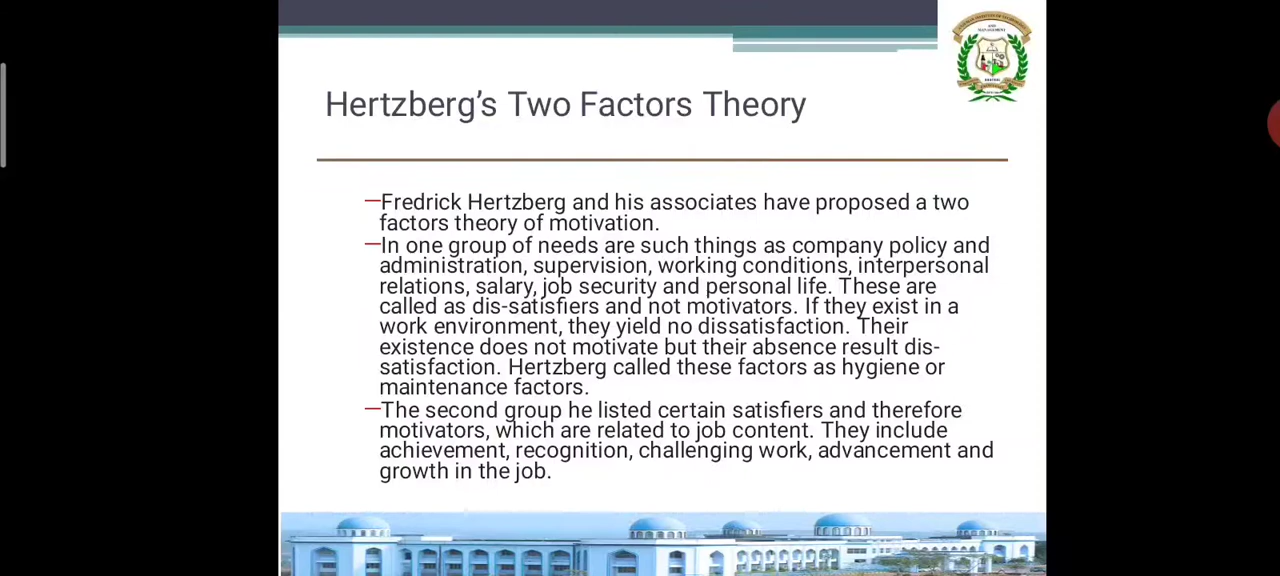 Hertzberg's Two Factors Theory
—Fredrick Hertzberg and his associates have proposed a two
factors theory of motivation.
—In one group of needs are such things as company policy and
administration, supervision, working conditions, interpersonal
relations, salary, job security and personal life. These are
called as dis-satisfiers and not motivators. If they exist in a
work environment, they yield no dissatisfaction. Their
existence does not motivate but their absence result dis-
satisfaction. Hertzberg called these factors as hygiene or
maintenance factors.
—The second group he listed certain satisfiers and therefore
motivators, which are related to job content. They include
achievement, recognition, challenging work, advancement and
growth in the job.